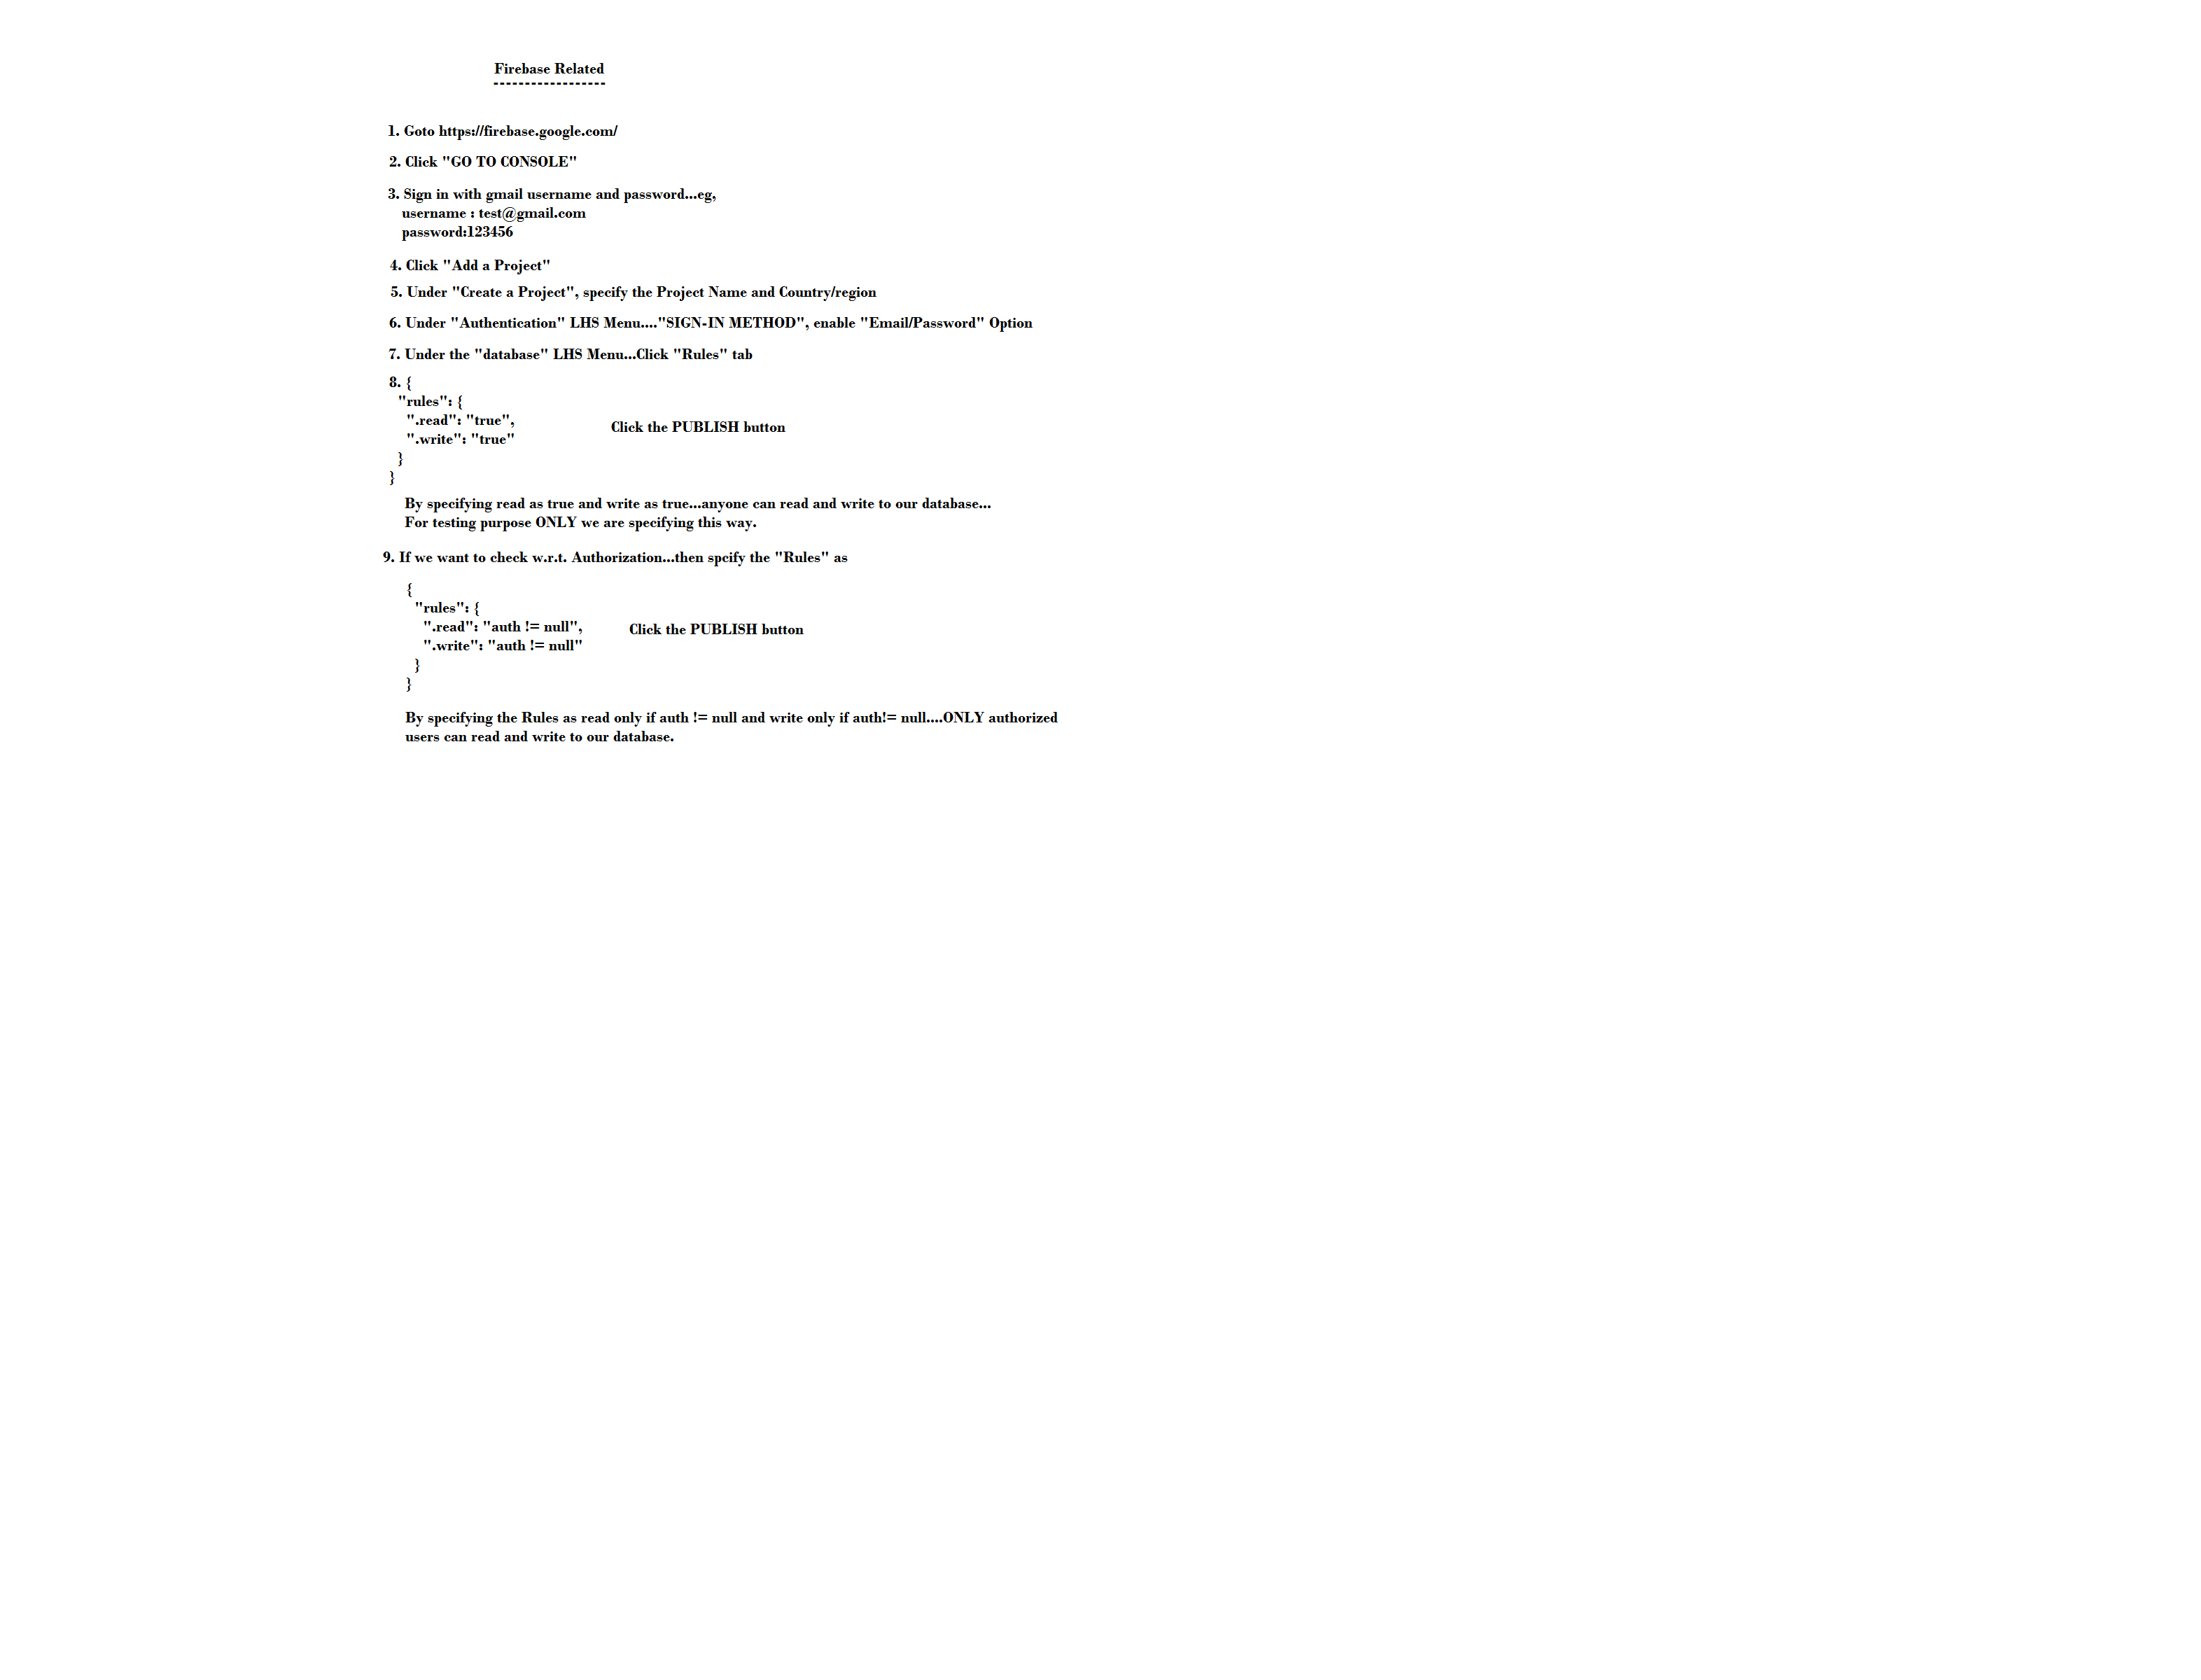 Firebase Related
------------------
1. Goto https://firebase.google.com/
2. Click "GO TO CONSOLE"
3. Sign in with gmail username and password...eg,
username : test@gmail.com
password:123456
4. Click "Add a Project"
5. Under "Create a Project", specify the Project Name and Country/region
6. Under "Authentication" LHS Menu...."SIGN-IN METHOD", enable "Email/Password" Option
7. Under the "database" LHS Menu...Click "Rules" tab
8. {
"rules": {
".read": "true",
Click the PUBLISH button
".write": "true"
}
}
By specifying read as true and write as true...anyone can read and write to our database...
For testing purpose ONLY we are specifying this way.
9. If we want to check w.r.t. Authorization...then spcify the "Rules" as
{
"rules": {
".read": "auth != null",
Click the PUBLISH button
".write": "auth != null"
}
}
By specifying the Rules as read only if auth != null and write only if auth!= null....ONLY authorized
users can read and write to our database.